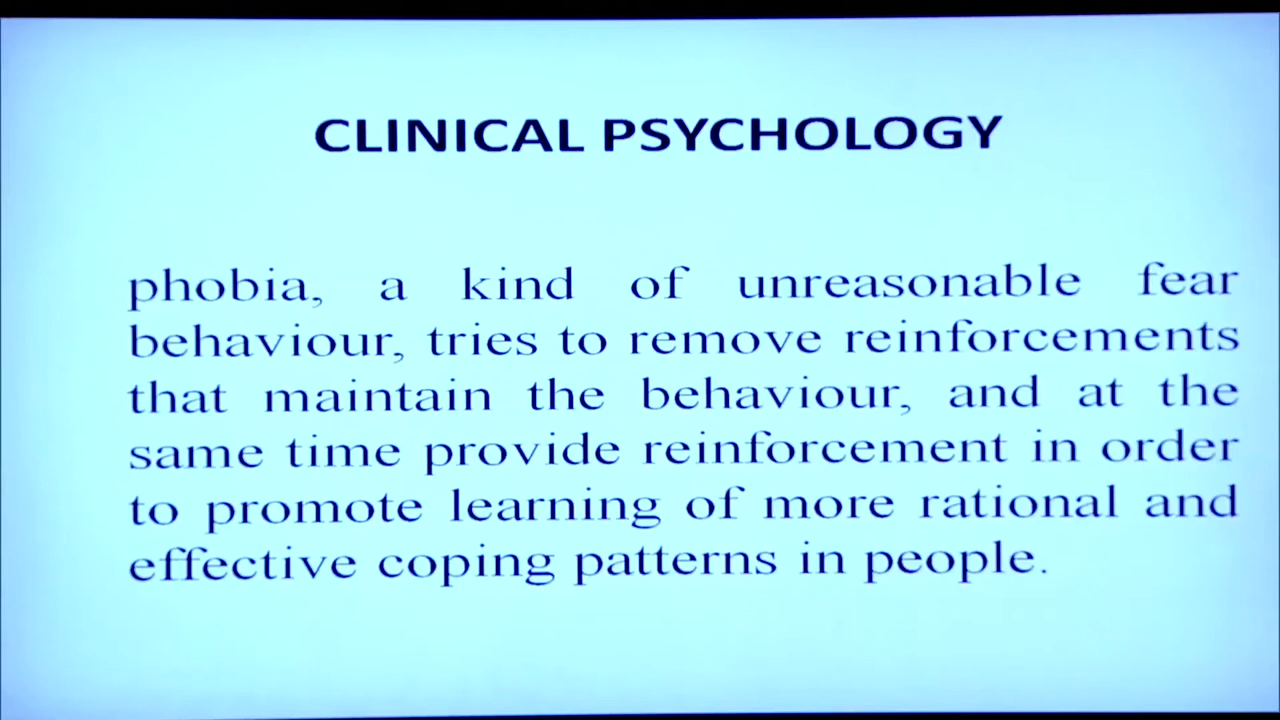 CLINICAL PSYCHOLOGY
phobia, a kind of unreasonable fear
behaviour, tries to remove reinforcements
that maintain the behaviour, and at the
same time provide reinforcement in order
to promote learning of more rational and
effective coping patterns in people.